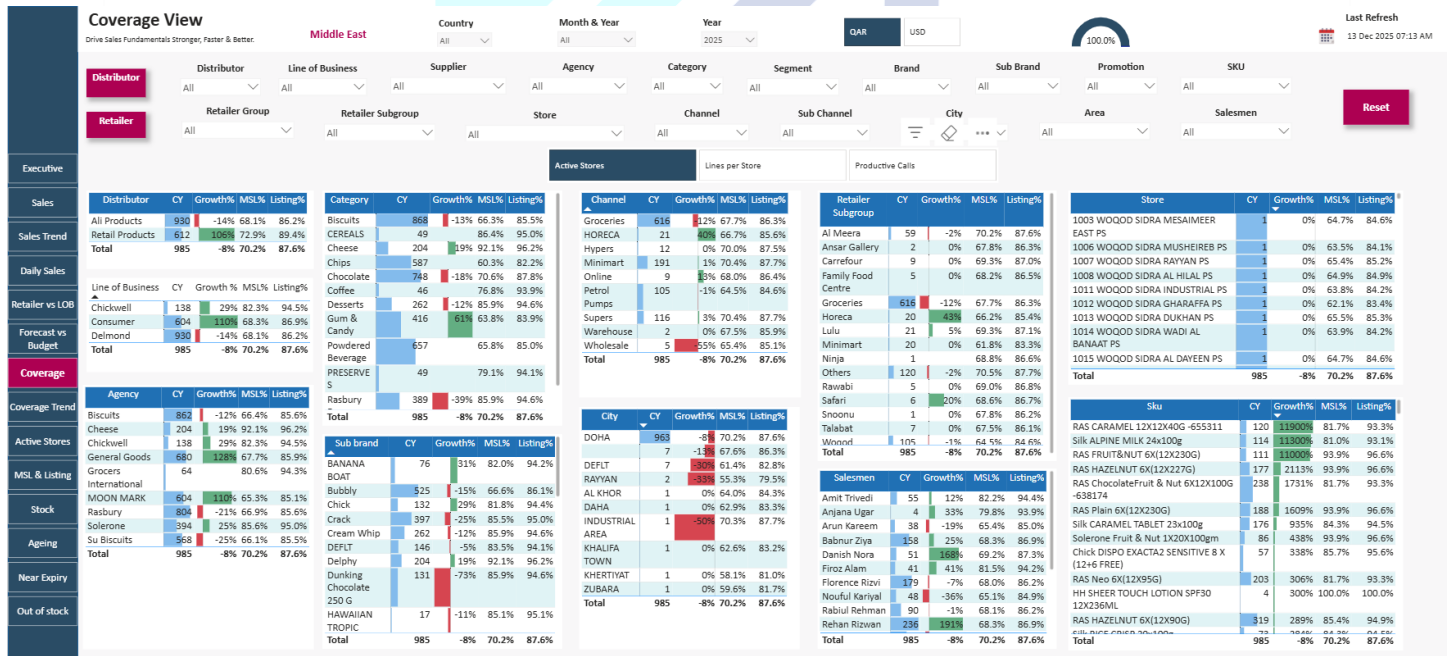 Coverage View
Drive Sales Fundamentals Stronger, Faster & Better.
Middle East
Country
All
Month & Year
All
Year
2025
QAR
USD
100.0%
Last Refresh
13 Dec 2025 07:13 AM
Distributor
Distributor
All
Line of Business
All
Supplier
All
Agency
All
Category
All
Segment
All
Brand
All
Sub Brand
All
Promotion
All
SKU
All
Retailer
Retailer Group
All
Retailer Subgroup
All
Store
All
Channel
All
Sub Channel
All
City
Area
All
Salesmen
All
Reset
Active Stores
Lines per Store
Productive Calls
Executive
Sales
Sales Trend
Daily Sales
Retailer vs LOB
Forecast vs Budget
Coverage
Coverage Trend
Active Stores
MSL & Listing
Stock
Ageing
Near Expiry
Out of stock
Distributor CY Growth% MSL% Listing%
Ali Products 930 -14% 68.1% 86.2%
Retail Products 612 106% 72.9% 89.4%
Total 985 -8% 70.2% 87.6%
Line of Business CY Growth % MSL% Listing%
Chickwell 138 29% 82.3% 94.5%
Consumer 604 110% 68.3% 86.9%
Delmond 930 -14% 68.1% 86.2%
Total 985 -8% 70.2% 87.6%
Agency CY Growth% MSL% Listing%
Biscuits 862 -12% 66.4% 85.6%
Cheese 204 19% 92.1% 96.2%
Chickwell 138 29% 82.3% 94.5%
General Goods 680 128% 67.7% 85.9%
Grocers International 64 80.6% 94.3%
MOON MARK 604 110% 65.3% 85.1%
Rasbury 804 -21% 66.9% 85.6%
Solerone 394 25% 85.6% 95.0%
Su Biscuits 568 -25% 66.1% 85.5%
Total 985 -8% 70.2% 87.6%
Category CY Growth% MSL% Listing%
Biscuits 868 -13% 66.3% 85.5%
CEREALS 49 86.4% 95.0%
Cheese 204 19% 92.1% 96.2%
Chips 587 60.3% 82.2%
Chocolate 748 -18% 70.6% 87.8%
Coffee 46 76.8% 93.9%
Desserts 262 -12% 85.9% 94.6%
Gum & Candy 416 61% 63.8% 83.9%
Powdered Beverage 657 65.8% 85.0%
PRESERVES 49 79.1% 94.1%
Rasbury 389 -39% 85.9% 94.6%
Total 985 -8% 70.2% 87.6%
Sub brand CY Growth% MSL% Listing%
BANANA BOAT 76 31% 82.0% 94.2%
Bubbly 525 -15% 66.6% 86.1%
Chick 132 29% 81.8% 94.4%
Crack 397 -25% 85.5% 95.0%
Cream Whip 262 -12% 85.9% 94.6%
DEFLT 146 -5% 83.5% 94.1%
Delphy 204 19% 92.1% 96.2%
Dunking Chocolate 250 G 131 -73% 85.9% 94.6%
HAWAIIAN TROPIC 17 -11% 85.1% 95.1%
Total 985 -8% 70.2% 87.6%
Channel CY Growth% MSL% Listing%
Groceries 616 -12% 67.7% 86.3%
HORECA 21 40% 66.7% 85.6%
Hypers 12 0% 70.0% 87.5%
Minimart 191 1% 70.4% 87.7%
Online 9 13% 68.0% 86.4%
Petrol Pumps 105 -1% 64.5% 84.6%
Supers 116 3% 70.4% 87.7%
Warehouse 2 0% 67.5% 85.9%
Wholesale 5 -55% 65.4% 85.1%
Total 985 -8% 70.2% 87.6%
City CY Growth% MSL% Listing%
DOHA 963 -8% 70.2% 87.6%
7 -13% 67.6% 86.3%
DEFLT 7 -30% 61.4% 82.8%
RAYYAN 2 -33% 55.3% 79.5%
AL KHOR 1 0% 64.0% 84.3%
DAHA 1 0% 62.9% 83.3%
INDUSTRIAL AREA 1 -50% 70.3% 87.7%
KHALIFA TOWN 1 0% 62.6% 83.2%
KHERTIYAT 1 0% 58.1% 81.0%
ZUBARA 1 0% 59.6% 81.7%
Total 985 -8% 70.2% 87.6%
Retailer Subgroup CY Growth% MSL% Listing%
Al Meera 59 -2% 70.2% 87.6%
Ansar Gallery 2 0% 67.8% 86.3%
Carrefour 9 0% 69.3% 87.0%
Family Food Centre 5 0% 68.2% 86.5%
Groceries 616 -12% 67.7% 86.3%
Horeca 20 43% 66.2% 85.4%
Lulu 21 5% 69.3% 87.1%
Minimart 20 0% 61.8% 83.3%
Ninja 1 68.8% 86.6%
Others 120 -2% 70.5% 87.7%
Rawabi 5 0% 69.0% 86.8%
Safari 6 20% 68.6% 86.7%
Snoonu 1 0% 67.8% 86.2%
Talabat 7 0% 67.5% 86.1%
Woqod 105 -1% 64.5% 84.6%
Total 985 -8% 70.2% 87.6%
Salesmen CY Growth% MSL% Listing%
Amit Trivedi 55 12% 82.2% 94.4%
Anjana Ugar 4 33% 79.8% 93.9%
Arun Kareem 38 -19% 65.4% 85.0%
Babnur Ziya 158 25% 68.3% 86.9%
Danish Nora 51 168% 69.2% 87.3%
Firoz Alam 41 41% 81.5% 94.2%
Florence Rizvi 179 -7% 68.0% 86.2%
Nouful Kariyal 48 -36% 65.1% 84.9%
Rabiul Rehman 90 -1% 68.1% 86.2%
Rehan Rizwan 236 191% 68.3% 86.9%
Total 985 -8% 70.2% 87.6%
Store CY Growth% MSL% Listing%
1003 WOQOD SIDRA MESAIMEER EAST PS 1 0% 64.7% 84.6%
1006 WOQOD SIDRA MUSHEIREB PS 1 0% 63.5% 84.1%
1007 WOQOD SIDRA RAYYAN PS 1 0% 65.4% 85.2%
1008 WOQOD SIDRA AL HILAL PS 1 0% 64.9% 84.9%
1011 WOQOD SIDRA INDUSTRIAL PS 1 0% 63.8% 84.2%
1012 WOQOD SIDRA GHARAFFA PS 1 0% 62.1% 83.4%
1013 WOQOD SIDRA DUKHAN PS 1 0% 65.5% 85.3%
1014 WOQOD SIDRA WADI AL BANAAT PS 1 0% 63.9% 84.2%
1015 WOQOD SIDRA AL DAYEEN PS 1 0% 64.7% 84.6%
Total 985 -8% 70.2% 87.6%
Sku CY Growth% MSL% Listing%
RAS CARAMEL 12X12X40G -655311 120 11900% 81.7% 93.3%
Silk ALPINE MILK 24x100g 114 11300% 81.0% 93.1%
RAS FRUIT&NUT 6X(12X230G) 111 11000% 93.9% 96.6%
RAS HAZELNUT 6X(12X227G) 177 2113% 93.9% 96.6%
RAS ChocolateFruit & Nut 6X12X100G -638174 238 1731% 81.7% 93.3%
RAS Plain 6X(12X230G) 188 1609% 93.9% 96.6%
Silk CARAMEL TABLET 23x100g 176 935% 84.3% 94.5%
Solerone Fruit & Nut 1X20X100gm 86 438% 93.9% 96.6%
Chick DISPO EXACTA2 SENSITIVE 8 X (12+6 FREE) 57 338% 85.7% 95.6%
RAS Neo 6X(12X95G) 203 306% 81.7% 93.3%
HH SHEER TOUCH LOTION SPF30 12X236ML 4 300% 100.0% 100.0%
RAS HAZELNUT 6X(12X90G) 319 289% 85.4% 94.9%
Total 985 -8% 70.2% 87.6%